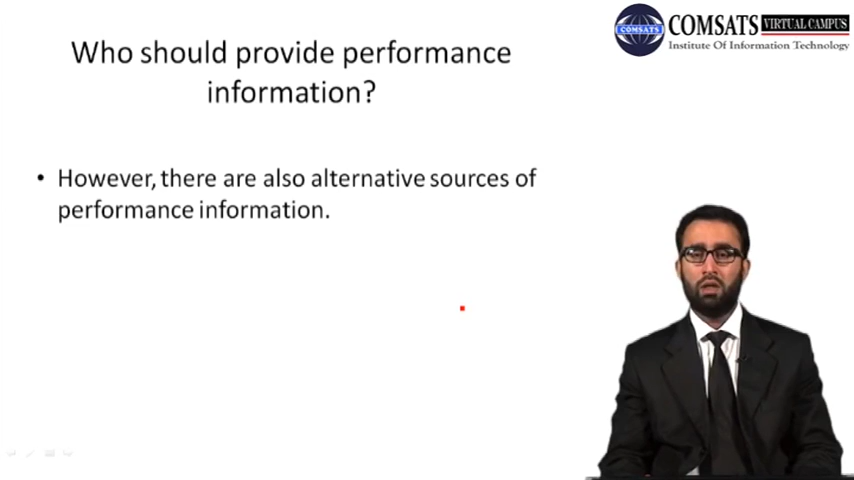 Who should provide performance
information?
COMSATS
COMSATS VIRTUAL CAMPUS
Institute Of Information Technology
• However, there are also alternative sources of
performance information.